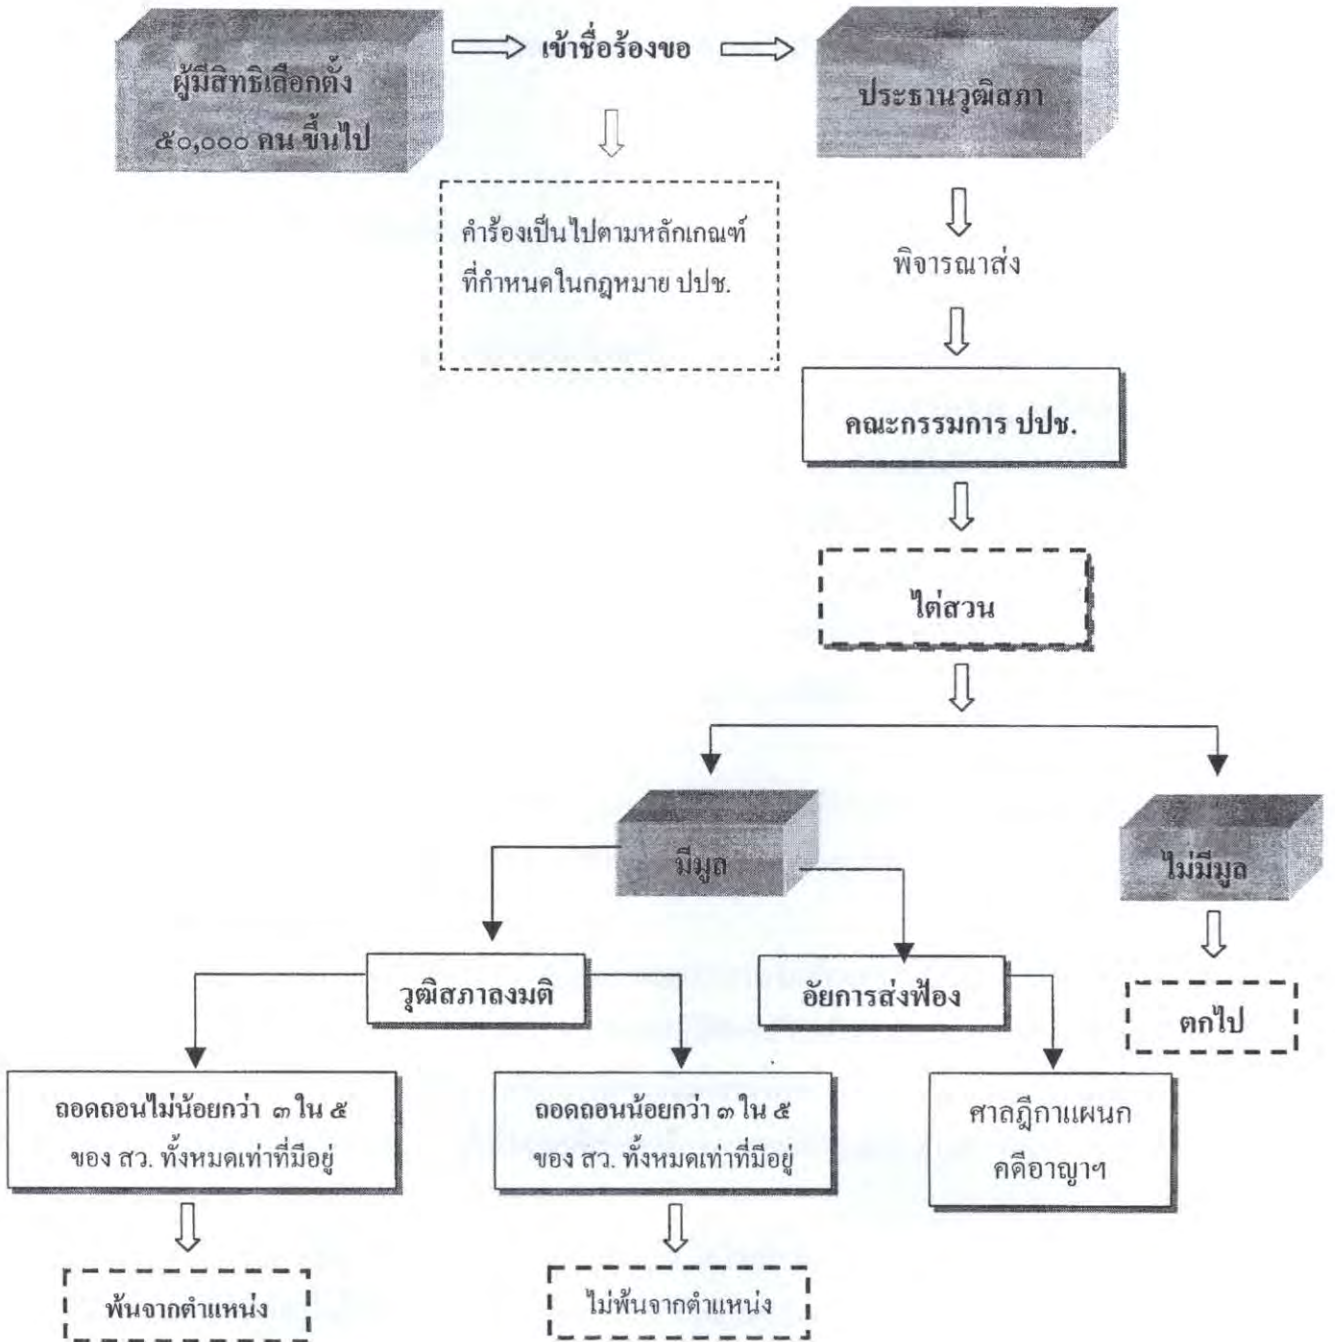 ผู้มีสิทธิเลือกตั้ง
๕๐,๐๐๐ คน ขึ้นไป
เข้าชื่อร้องขอ
ประธานวุฒิสภา
คำร้องเป็นไปตามหลักเกณฑ์
ที่กำหนดในกฎหมาย ปปช.
พิจารณาส่ง
คณะกรรมการ ปปช.
ไต่สวน
มีมูล
ไม่มีมูล
วุฒิสภาลงมติ
อัยการส่งฟ้อง
ตกไป
ถอดถอนไม่น้อยกว่า ๓ ใน ๕
ของ สว. ทั้งหมดเท่าที่มีอยู่
ถอดถอนน้อยกว่า ๓ ใน ๕
ของ สว. ทั้งหมดเท่าที่มีอยู่
ศาลฎีกาแผนก
คดีอาญาฯ
พ้นจากตำแหน่ง
ไม่พ้นจากตำแหน่ง